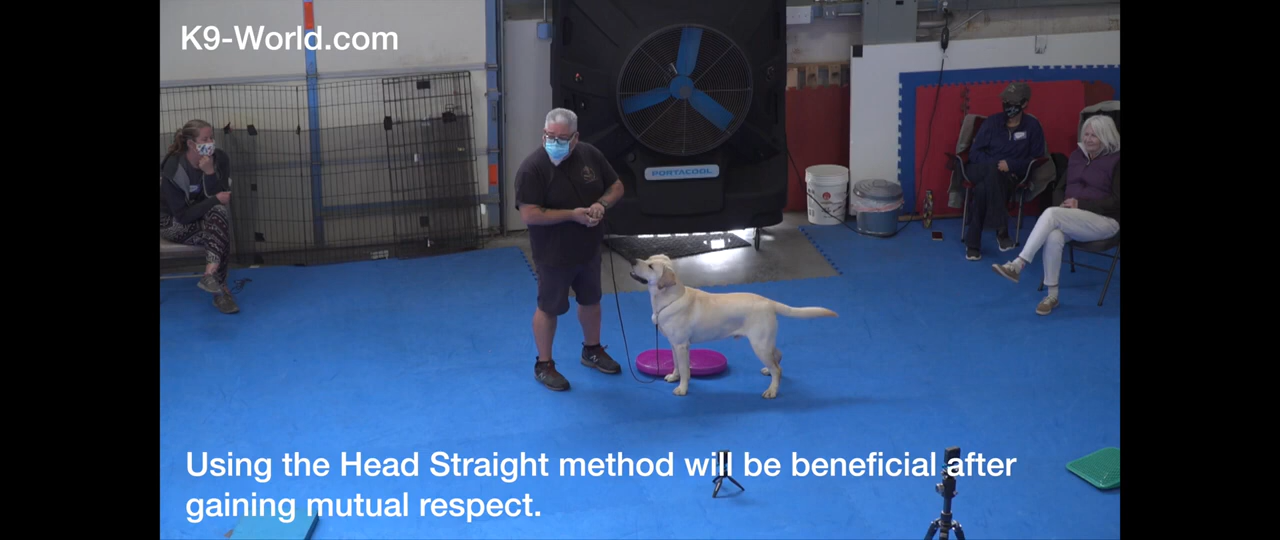 K9-World.com
PORTACOOL
Using the Head Straight method will be beneficial after
gaining mutual respect.